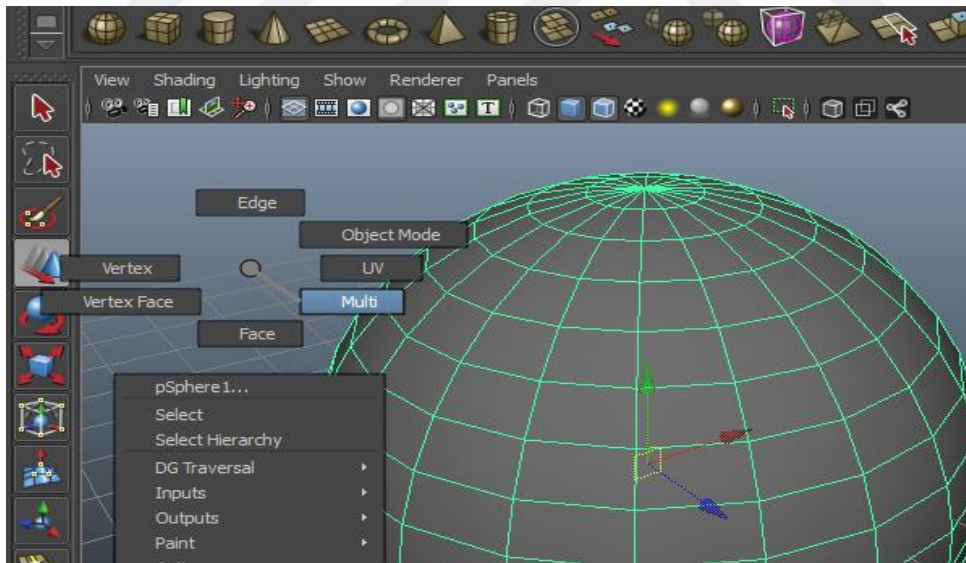 View Shading Lighting Show Renderer Panels
T
Edge
Object Mode
Vertex
UV
Vertex Face
Multi
Face
pSphere1...
Select
Select Hierarchy
DG Traversal
Inputs
Outputs
Paint